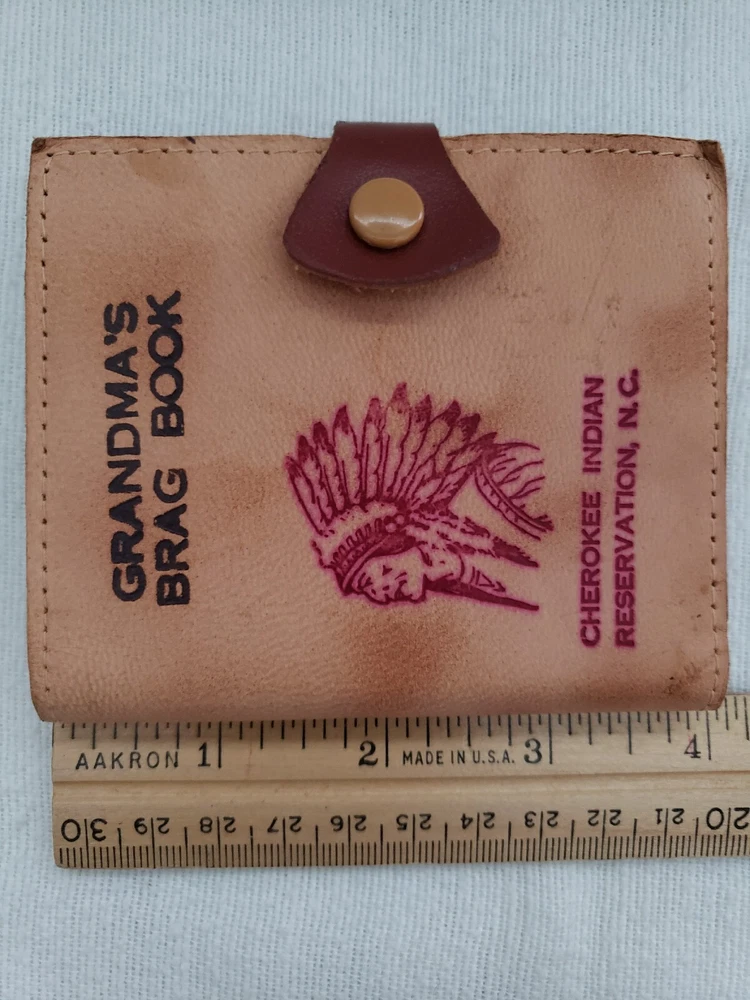 GRANDMA'S
BRAG BOOK
CHEROKEE INDIAN
RESERVATION, N.C.
AAKRON 1 2 MADE IN U.S.A. 3 4
30 29 28 27 26 25 24 23 22 21 20